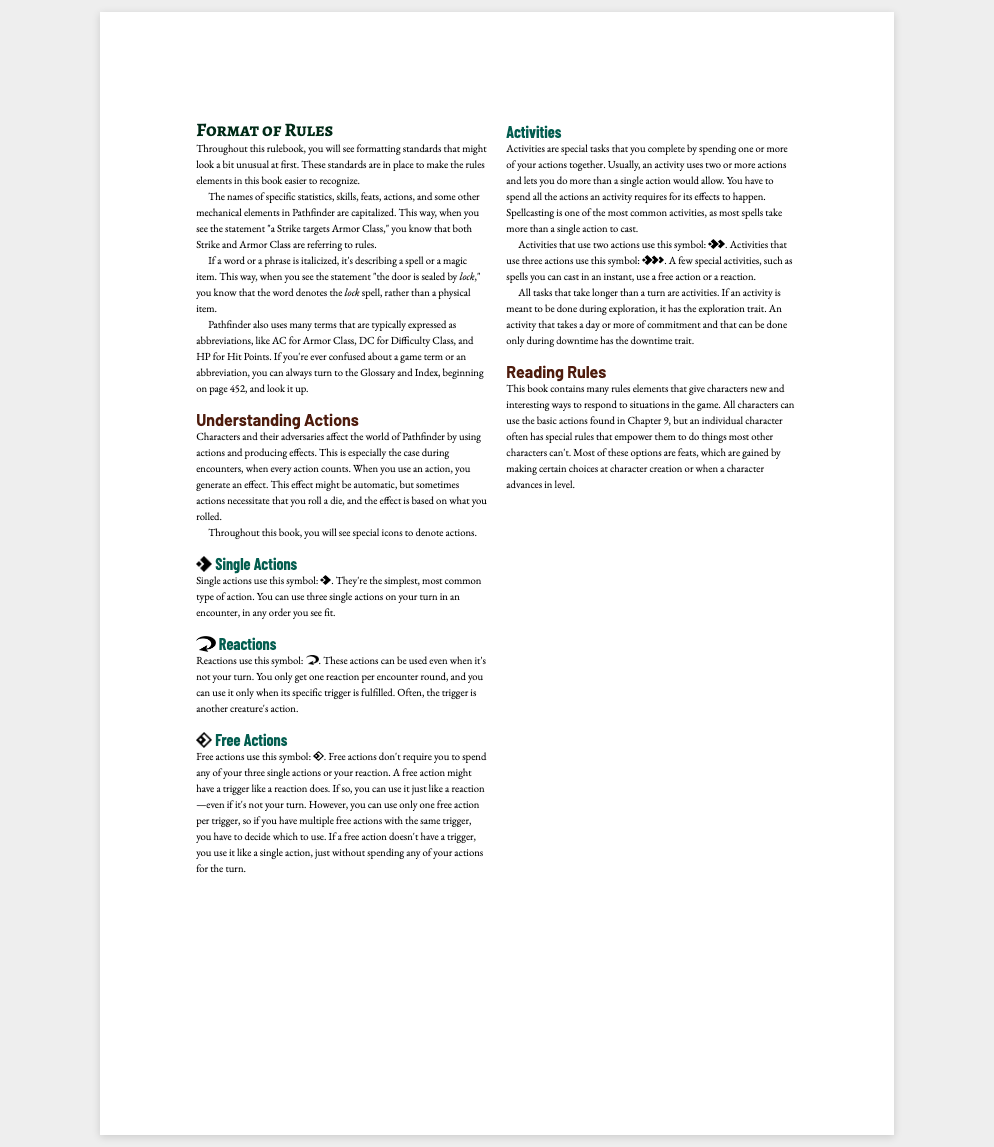 Format of Rules
Throughout this rulebook, you will see formatting standards that might
look a bit unusual at first. These standards are in place to make the rules
elements in this book easier to recognize.
The names of specific statistics, skills, feats, actions, and some other
mechanical elements in Pathfinder are capitalized. This way, when you
see the statement "a Strike targets Armor Class," you know that both
Strike and Armor Class are referring to rules.
If a word or a phrase is italicized, it's describing a spell or a magic
item. This way, when you see the statement "the door is sealed by lock,"
you know that the word denotes the lock spell, rather than a physical
item.
Pathfinder also uses many terms that are typically expressed as
abbreviations, like AC for Armor Class, DC for Difficulty Class, and
HP for Hit Points. If you're ever confused about a game term or an
abbreviation, you can always turn to the Glossary and Index, beginning
on page 452, and look it up.
Understanding Actions
Characters and their adversaries affect the world of Pathfinder by using
actions and producing effects. This is especially the case during
encounters, when every action counts. When you use an action, you
generate an effect. This effect might be automatic, but sometimes
actions necessitate that you roll a die, and the effect is based on what you
rolled.
Throughout this book, you will see special icons to denote actions.
Single Actions
Single actions use this symbol: . They're the simplest, most common
type of action. You can use three single actions on your turn in an
encounter, in any order you see fit.
Reactions
Reactions use this symbol: . These actions can be used even when it's
not your turn. You only get one reaction per encounter round, and you
can use it only when its specific trigger is fulfilled. Often, the trigger is
another creature's action.
Free Actions
Free actions use this symbol: . Free actions don't require you to spend
any of your three single actions or your reaction. A free action might
have a trigger like a reaction does. If so, you can use it just like a reaction
—even if it's not your turn. However, you can use only one free action
per trigger, so if you have multiple free actions with the same trigger,
you have to decide which to use. If a free action doesn't have a trigger,
you use it like a single action, just without spending any of your actions
for the turn.
Activities
Activities are special tasks that you complete by spending one or more
of your actions together. Usually, an activity uses two or more actions
and lets you do more than a single action would allow. You have to
spend all the actions an activity requires for its effects to happen.
Spellcasting is one of the most common activities, as most spells take
more than a single action to cast.
Activities that use two actions use this symbol: . Activities that
use three actions use this symbol: . A few special activities, such as
spells you can cast in an instant, use a free action or a reaction.
All tasks that take longer than a turn are activities. If an activity is
meant to be done during exploration, it has the exploration trait. An
activity that takes a day or more of commitment and that can be done
only during downtime has the downtime trait.
Reading Rules
This book contains many rules elements that give characters new and
interesting ways to respond to situations in the game. All characters can
use the basic actions found in Chapter 9, but an individual character
often has special rules that empower them to do things most other
characters can't. Most of these options are feats, which are gained by
making certain choices at character creation or when a character
advances in level.